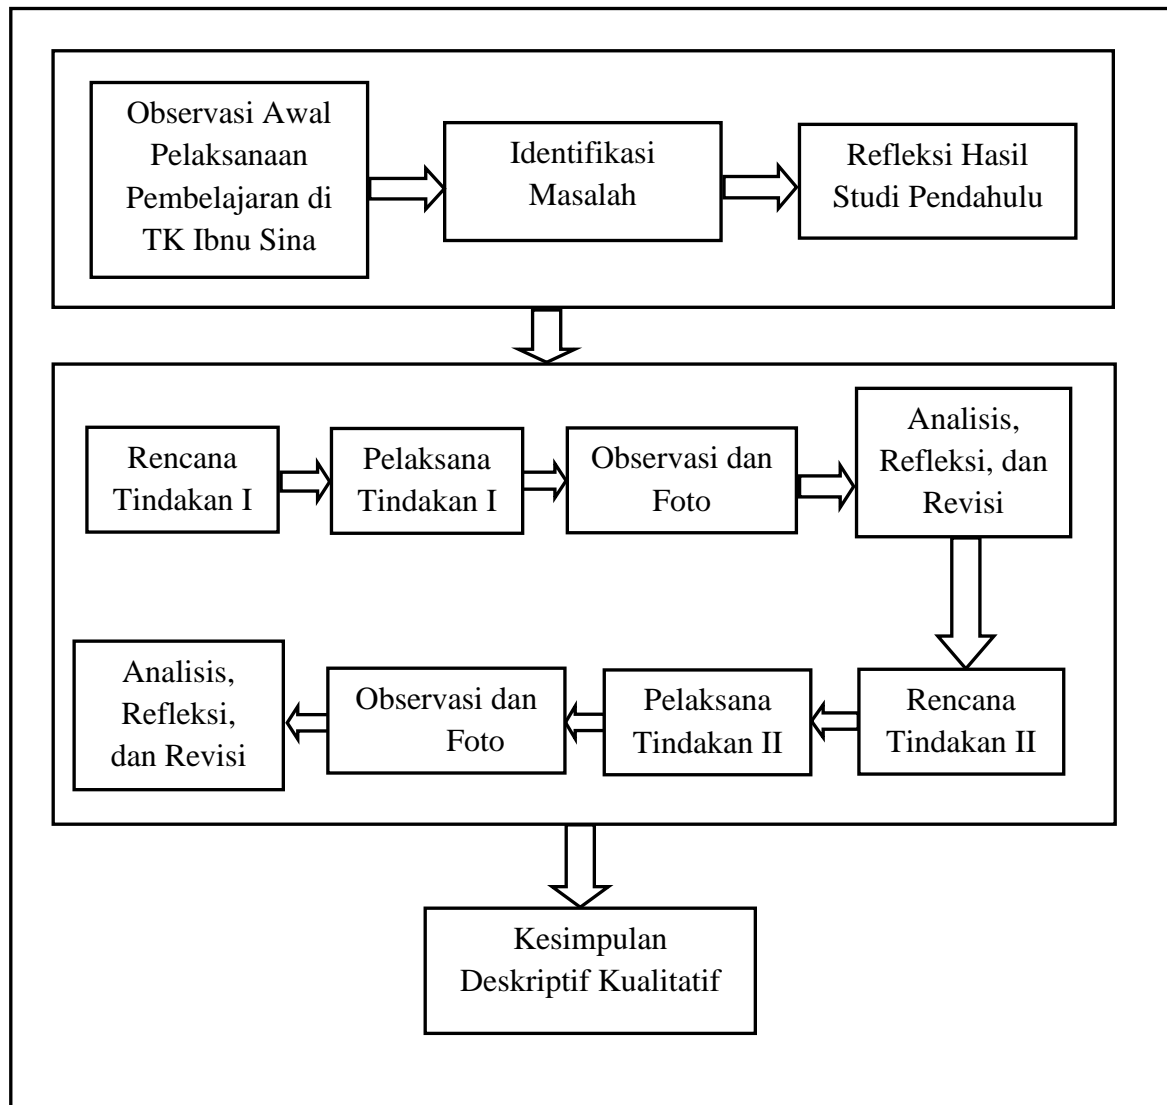 Observasi Awal
Pelaksanaan
Pembelajaran di
TK Ibnu Sina
Identifikasi
Masalah
Refleksi Hasil
Studi Pendahulu
Rencana
Tindakan I
Pelaksana
Tindakan I
Observasi dan
Foto
Analisis,
Refleksi, dan
Revisi
Rencana
Tindakan II
Pelaksana
Tindakan II
Observasi dan
Foto
Analisis,
Refleksi,
dan Revisi
Kesimpulan
Deskriptif Kualitatif